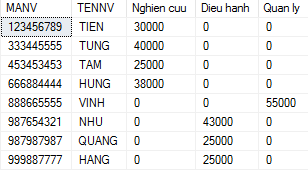 MANV TENNV Nghien cuu Dieu hanh Quan ly
123456789 TIEN 30000 0 0
333445555 TUNG 40000 0 0
453453453 TAM 25000 0 0
666884444 HUNG 38000 0 0
888665555 VINH 0 0 55000
987654321 NHU 0 43000 0
987987987 QUANG 0 25000 0
999887777 HANG 0 25000 0